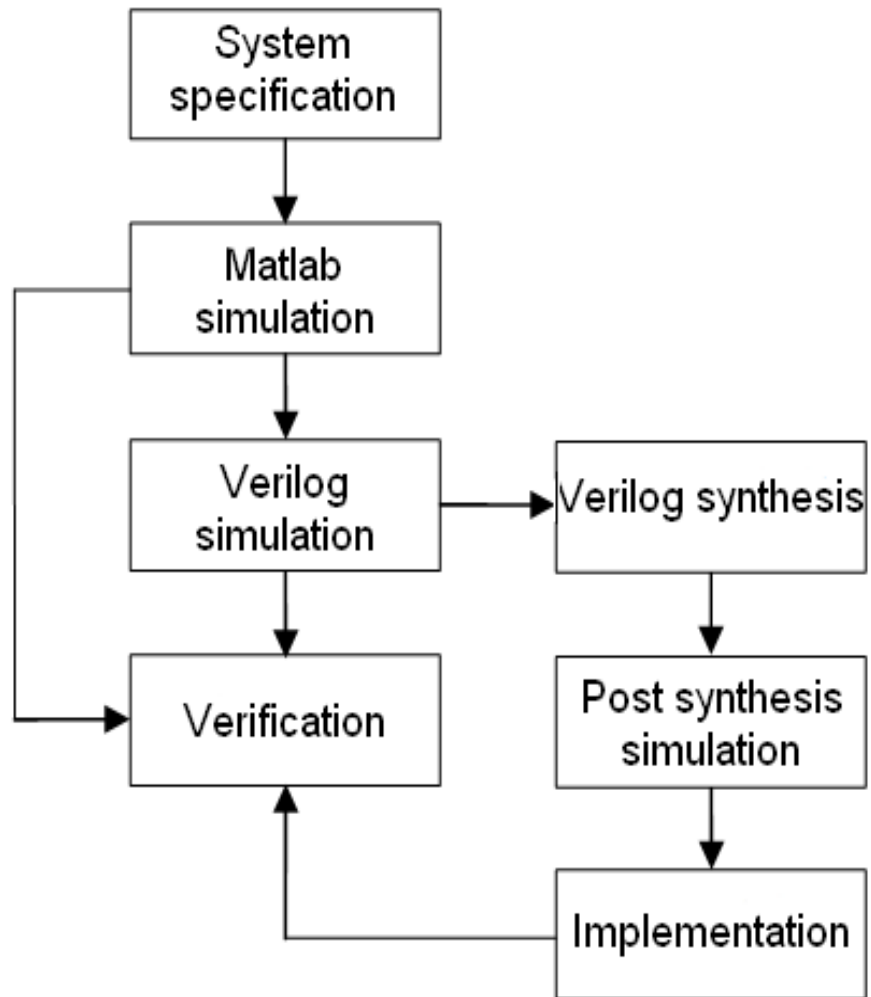 System
specification
Matlab
simulation
Verilog
simulation
Verilog synthesis
Verification
Post synthesis
simulation
Implementation